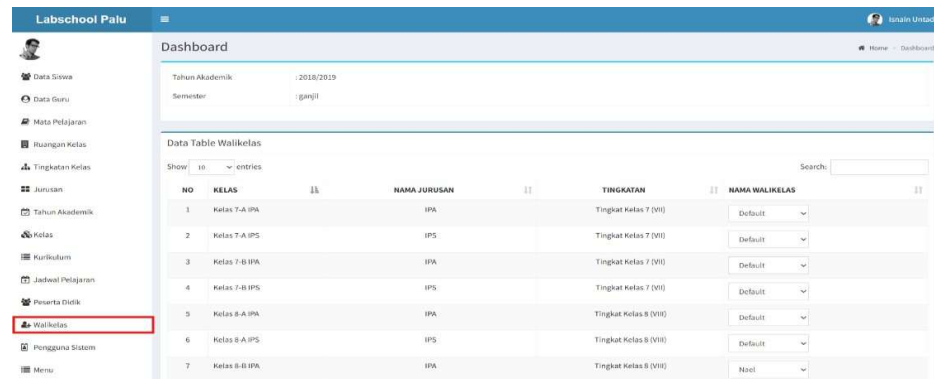 Labschool Palu
Isnain Untad
Dashboard
Home - Dashboard
Data Siswa
Data Guru
Mata Pelajaran
Ruangan Kelas
Tingkatan Kelas
Jurusan
Tahun Akademik
Kelas
Kurikulum
Jadwal Pelajaran
Peserta Didik
Walikelas
Pengguna Sistem
Menu
Tahun Akademik : 2018/2019
Semester : ganjil
Data Table Walikelas
Show 10 entries Search:
NO KELAS NAMA JURUSAN TINGKATAN NAMA WALIKELAS
1 Kelas 7-A IPA IPA Tingkat Kelas 7 (VII) Default
2 Kelas 7-A IPS IPS Tingkat Kelas 7 (VII) Default
3 Kelas 7-B IPA IPA Tingkat Kelas 7 (VII) Default
4 Kelas 7-B IPS IPS Tingkat Kelas 7 (VII) Default
5 Kelas 8-A IPA IPA Tingkat Kelas 8 (VIII) Default
6 Kelas 8-A IPS IPS Tingkat Kelas 8 (VIII) Default
7 Kelas 8-B IPA IPA Tingkat Kelas 8 (VIII) Nael